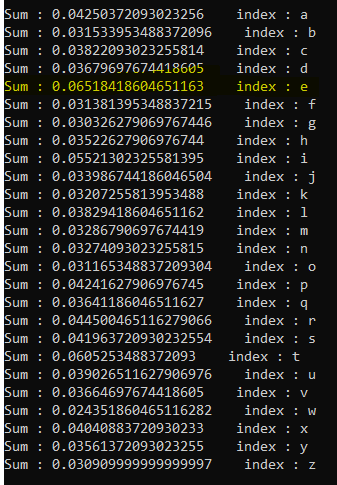 Sum : 0.04250372093023256 index : a
Sum : 0.031533953488372096 index : b
Sum : 0.03822093023255814 index : c
Sum : 0.03679697674418605 index : d
Sum : 0.06518418604651163 index : e
Sum : 0.031381395348837215 index : f
Sum : 0.030326279069767446 index : g
Sum : 0.03522627906976744 index : h
Sum : 0.05521302325581395 index : i
Sum : 0.033986744186046504 index : j
Sum : 0.03207255813953488 index : k
Sum : 0.03829418604651162 index : l
Sum : 0.03286790697674419 index : m
Sum : 0.03274093023255815 index : n
Sum : 0.031165348837209304 index : o
Sum : 0.04241627906976745 index : p
Sum : 0.03641186046511627 index : q
Sum : 0.044500465116279066 index : r
Sum : 0.041963720930232554 index : s
Sum : 0.0605253488372093 index : t
Sum : 0.039026511627906976 index : u
Sum : 0.03664697674418605 index : v
Sum : 0.024351860465116282 index : w
Sum : 0.04040883720930233 index : x
Sum : 0.03561372093023255 index : y
Sum : 0.030909999999999997 index : z